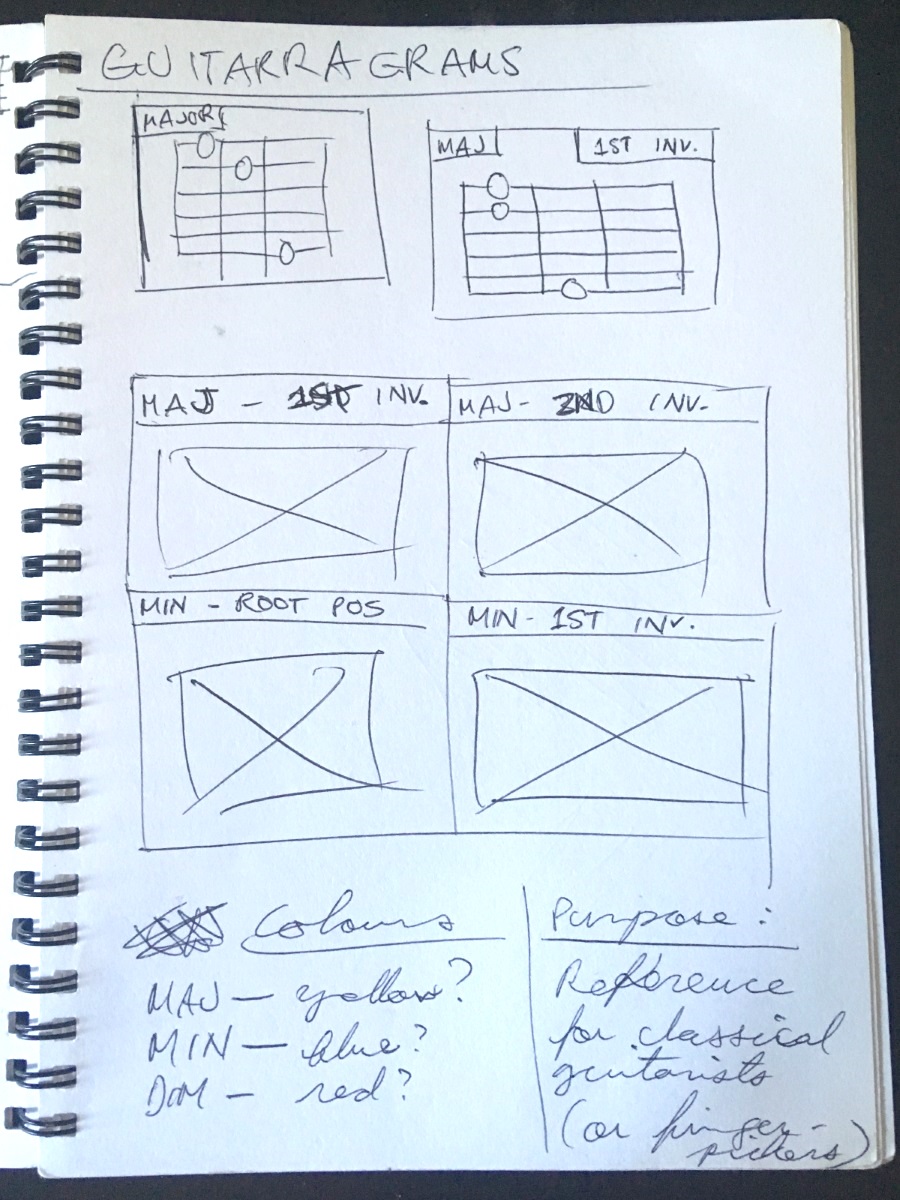 GUITARRAGRAMS
MAJOR
MAJ
1ST INV.
MAJ - 1ST INV.
MAJ- 2ND INV.
MIN - ROOT POS
MIN - 1ST INV.
Colours
MAJ — yellow?
MIN — blue?
DOM — red?
Purpose:
Reference
for classical
guitarists
(or finger-
pickers)